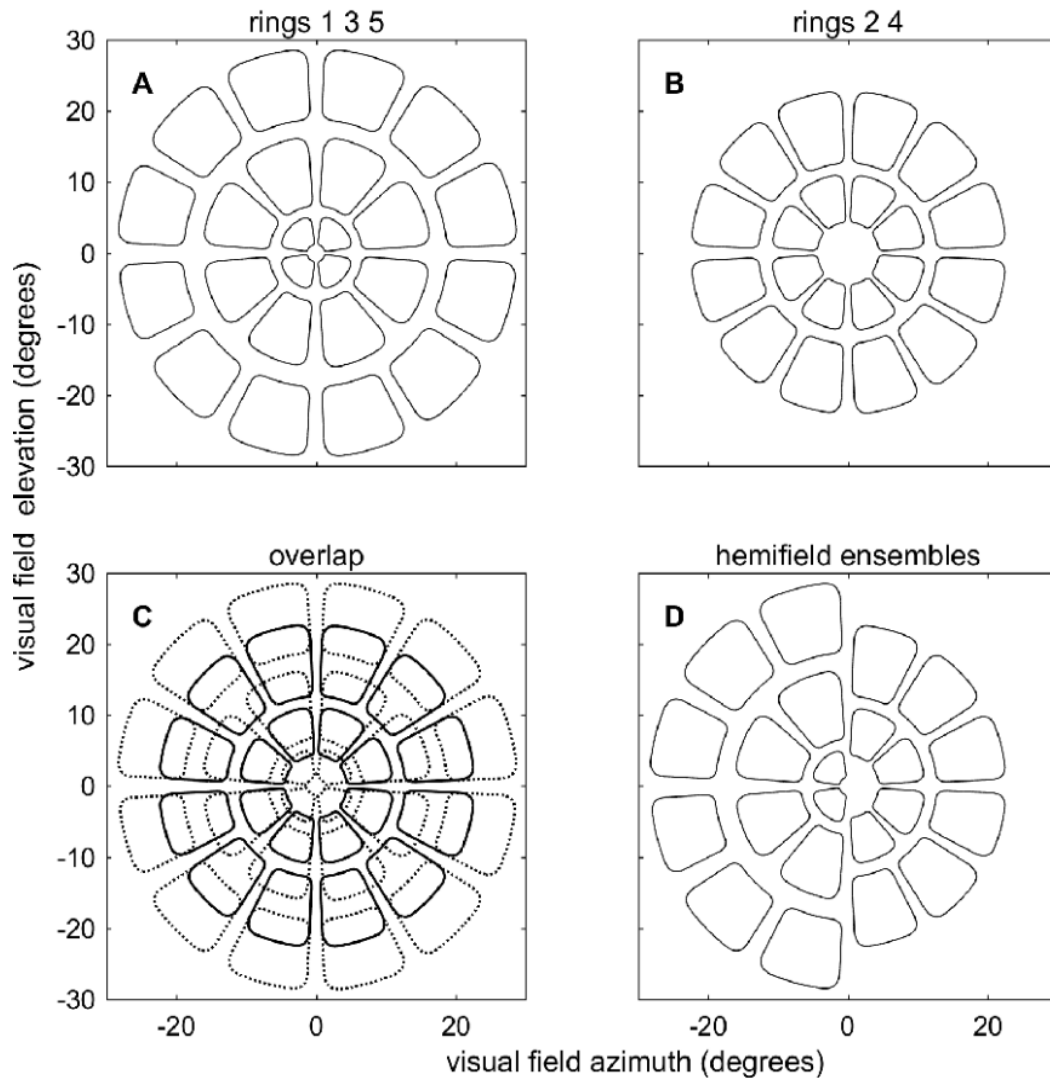 rings 1 3 5
rings 2 4
30
20
10
0
-10
-20
-30
A
B
overlap
hemifield ensembles
30
20
10
0
-10
-20
-30
C
D
-20 0 20
-20 0 20
visual field elevation (degrees)
visual field azimuth (degrees)